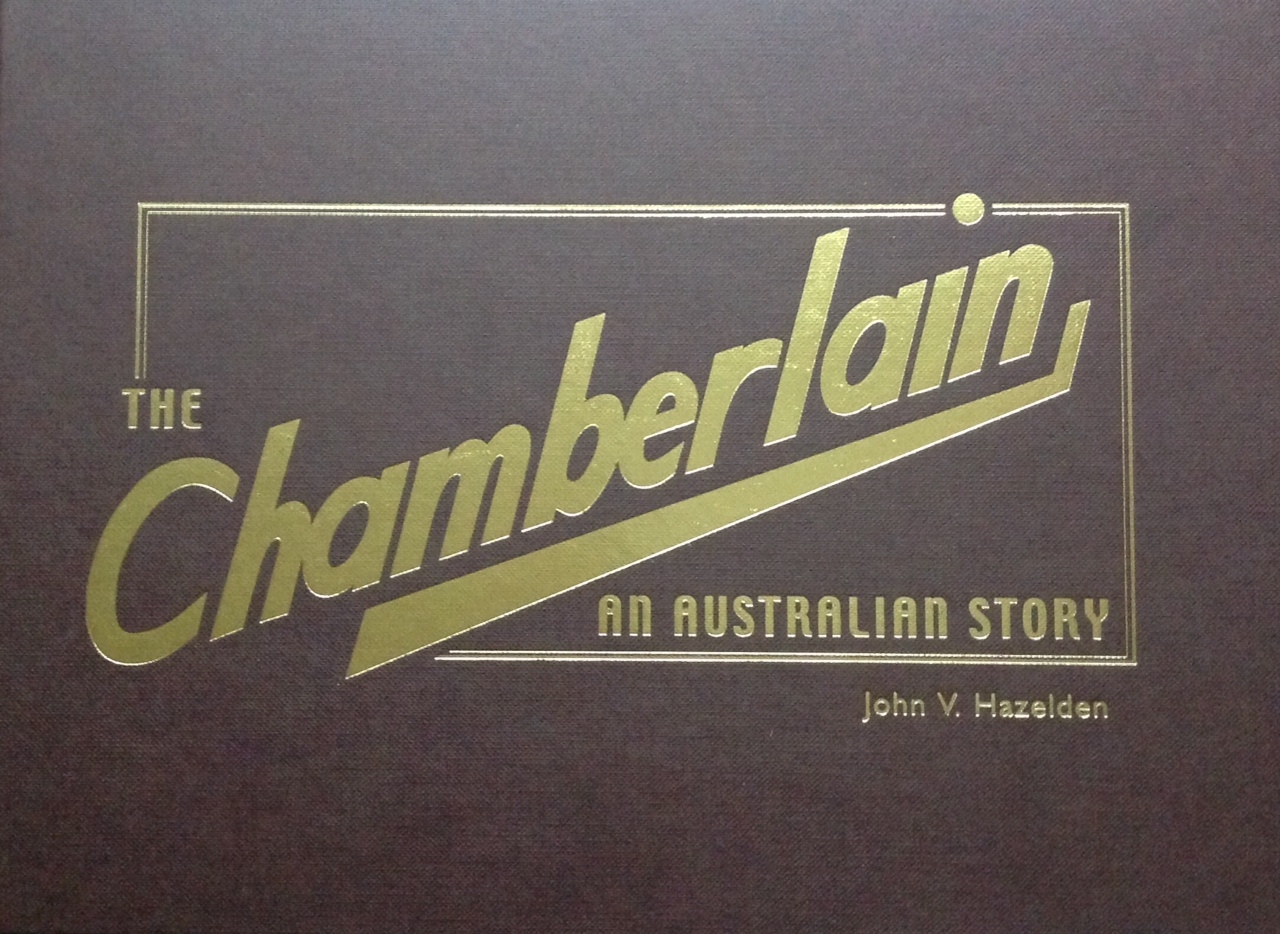 THE
Chamberlain
AN AUSTRALIAN STORY
John V. Hazelden